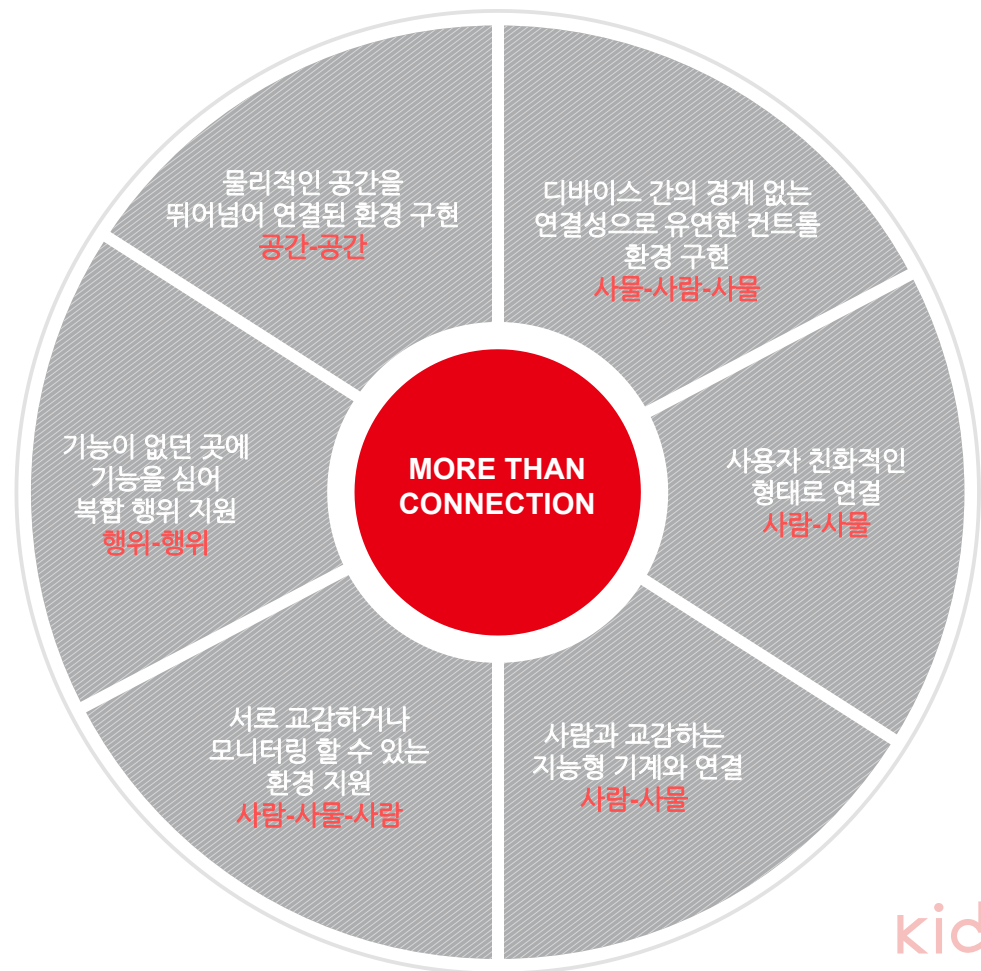 물리적인 공간을
뛰어넘어 연결된 환경 구현
공간-공간
디바이스 간의 경계 없는
연결성으로 유연한 컨트롤
환경 구현
사물-사람-사물
기능이 없던 곳에
기능을 심어
복합 행위 지원
행위-행위
MORE THAN
CONNECTION
사용자 친화적인
형태로 연결
사람-사물
서로 교감하거나
모니터링 할 수 있는
환경 지원
사람-사물-사람
사람과 교감하는
지능형 기계와 연결
사람-사물